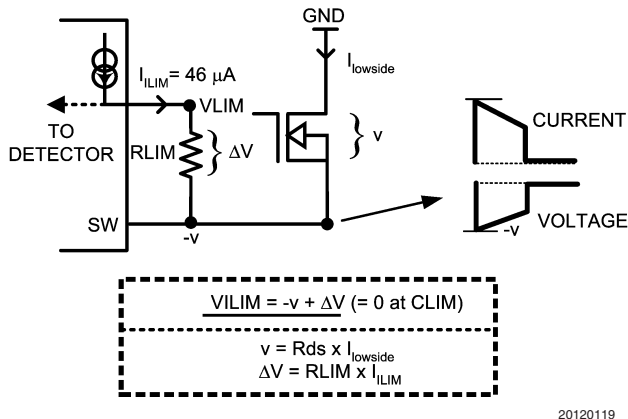 GND
I_lowside
I_ILIM = 46 μA
VLIM
TO
DETECTOR
RLIM
ΔV
v
CURRENT
SW
-v
-v
VOLTAGE
VILIM = -v + ΔV (= 0 at CLIM)
v = Rds x I_lowside
ΔV = RLIM x I_ILIM
20120119